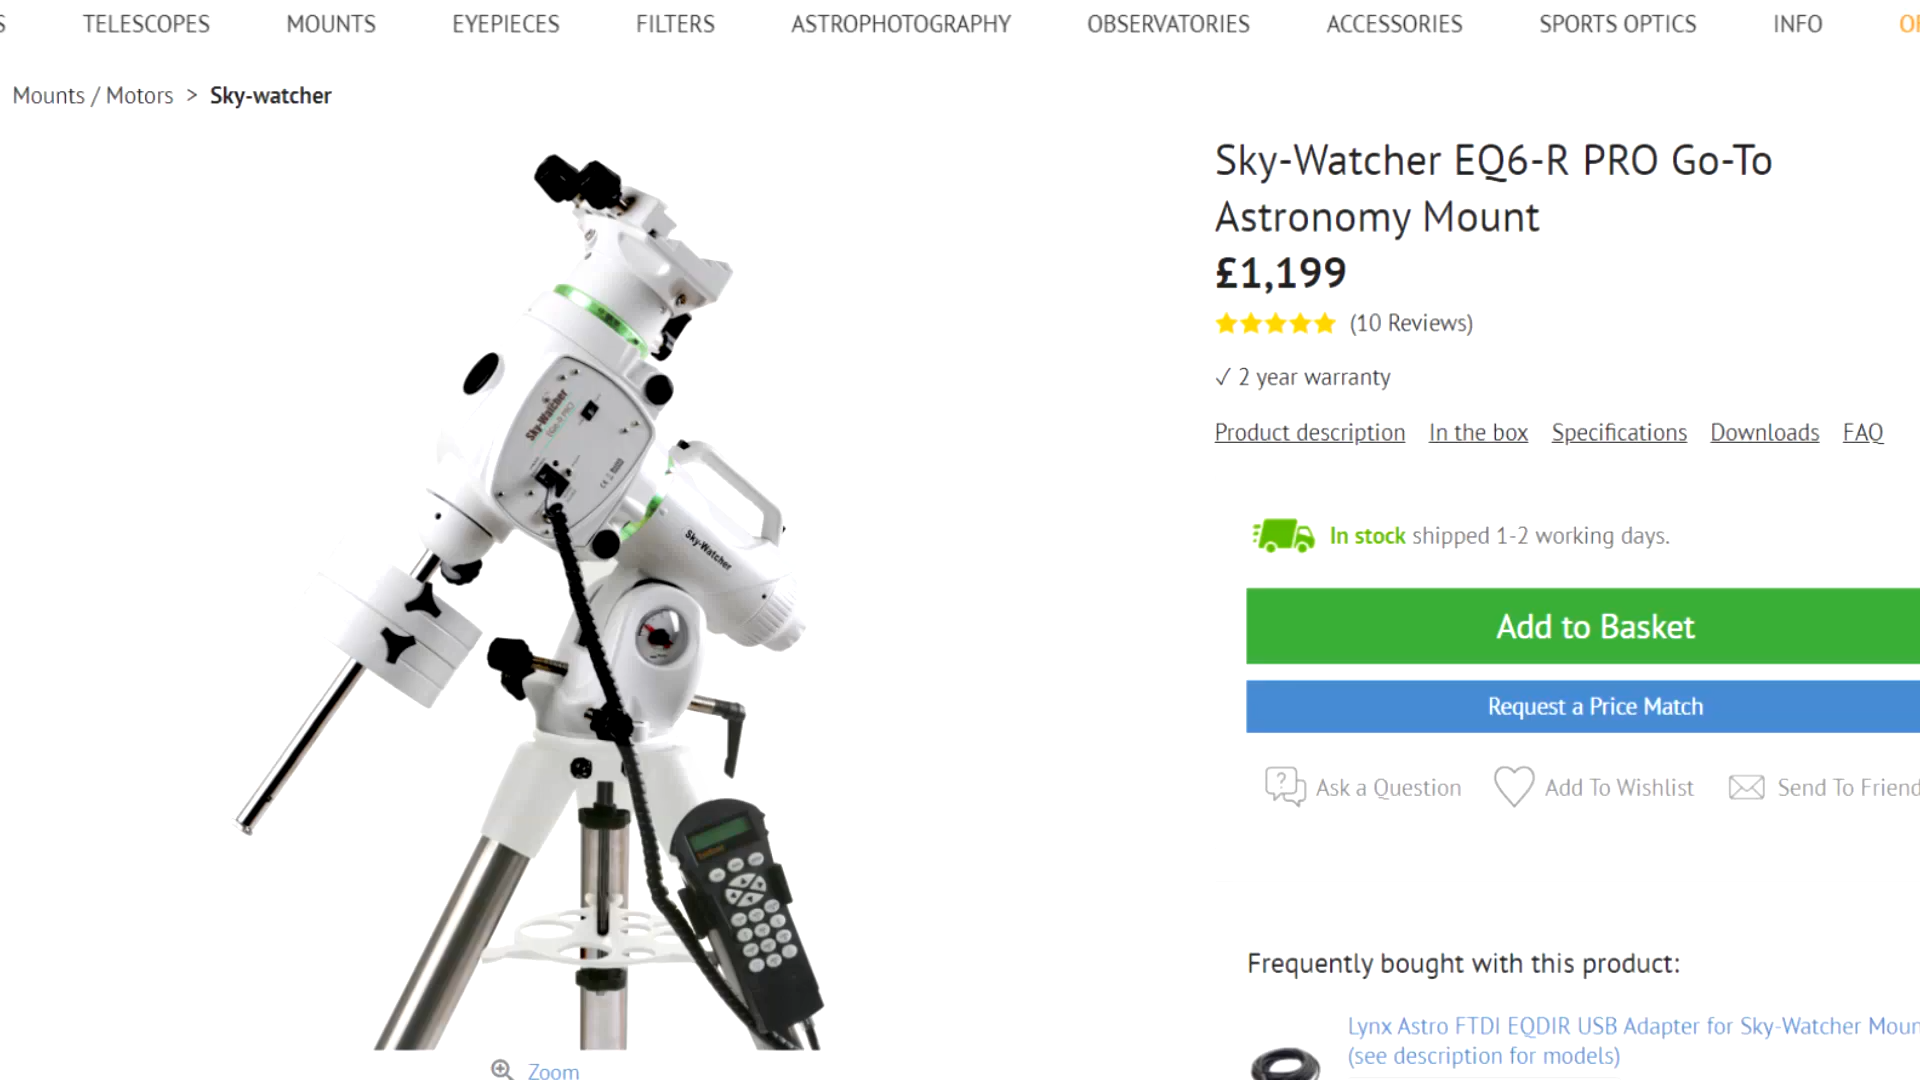 S TELESCOPES MOUNTS EYEPIECES FILTERS ASTROPHOTOGRAPHY OBSERVATORIES ACCESSORIES SPORTS OPTICS INFO
Mounts / Motors > Sky-watcher
Sky-Watcher EQ6-R PRO Go-To
Astronomy Mount
£1,199
(10 Reviews)
✓ 2 year warranty
Product description In the box Specifications Downloads FAQ
In stock shipped 1-2 working days.
Add to Basket
Request a Price Match
Ask a Question Add To Wishlist Send To Friend
Frequently bought with this product:
Lynx Astro FTDI EQDIR USB Adapter for Sky-Watcher Moun
(see description for models)
Sky-Watcher
EQ6-R PRO
Sky-Watcher
Zoom